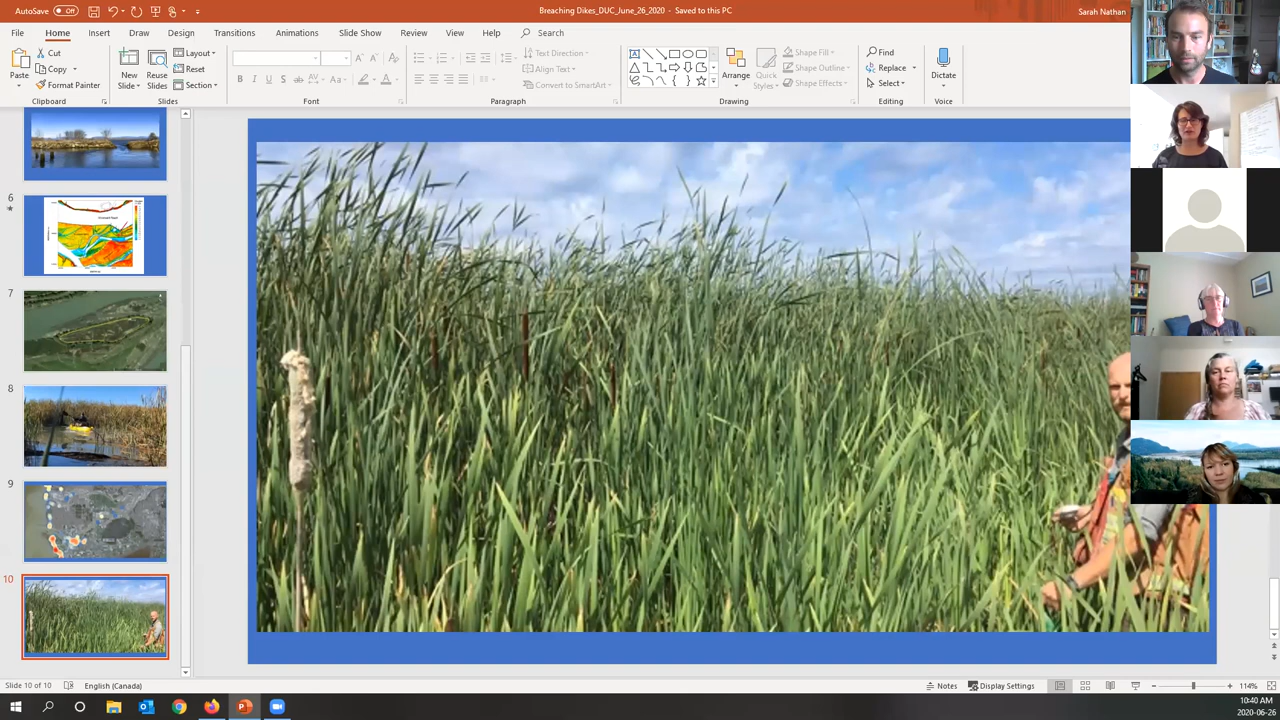 AutoSave Off
Breaching Dikes_DUC_June_26_2020 - Saved to this PC
Sarah Nathan
File Home Insert Draw Design Transitions Animations Slide Show Review View Help Search
Paste
Cut
Copy
Format Painter
Clipboard
New Slide
Reuse Slides
Layout
Reset
Section
Slides
B I U S ab AV Aa A
Font
Text Direction
Align Text
Convert to SmartArt
Paragraph
Arrange
Quick Styles
Shape Fill
Shape Outline
Shape Effects
Drawing
Find
Replace
Select
Editing
Dictate
Voice
6
7
8
9
10
Slide 10 of 10
English (Canada)
Notes
Display Settings
114%
10:40 AM
2020-06-26